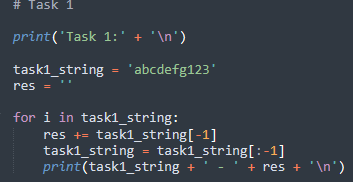 # Task 1
print('Task 1:' + '\n')
task1_string = 'abcdefg123'
res = ''
for i in task1_string:
    res += task1_string[-1]
    task1_string = task1_string[:-1]
    print(task1_string + ' - ' + res + '\n')